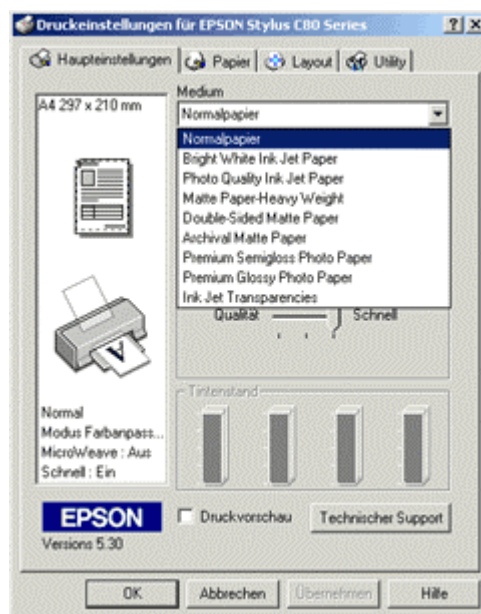 Druckeinstellungen für EPSON Stylus C80 Series
Haupteinstellungen
Papier
Layout
Utility
A4 297 x 210 mm
Medium
Normalpapier
Normalpapier
Bright White Ink Jet Paper
Photo Quality Ink Jet Paper
Matte Paper-Heavy Weight
Double-Sided Matte Paper
Archival Matte Paper
Premium Semigloss Photo Paper
Premium Glossy Photo Paper
Ink Jet Transparencies
Qualität
Schnell
A
Tintenstand
Normal
Modus Farbanpass...
MicroWeave : Aus
Schnell : Ein
EPSON
Versions 5.30
Druckvorschau
Technischer Support
OK
Abbrechen
Übernehmen
Hilfe